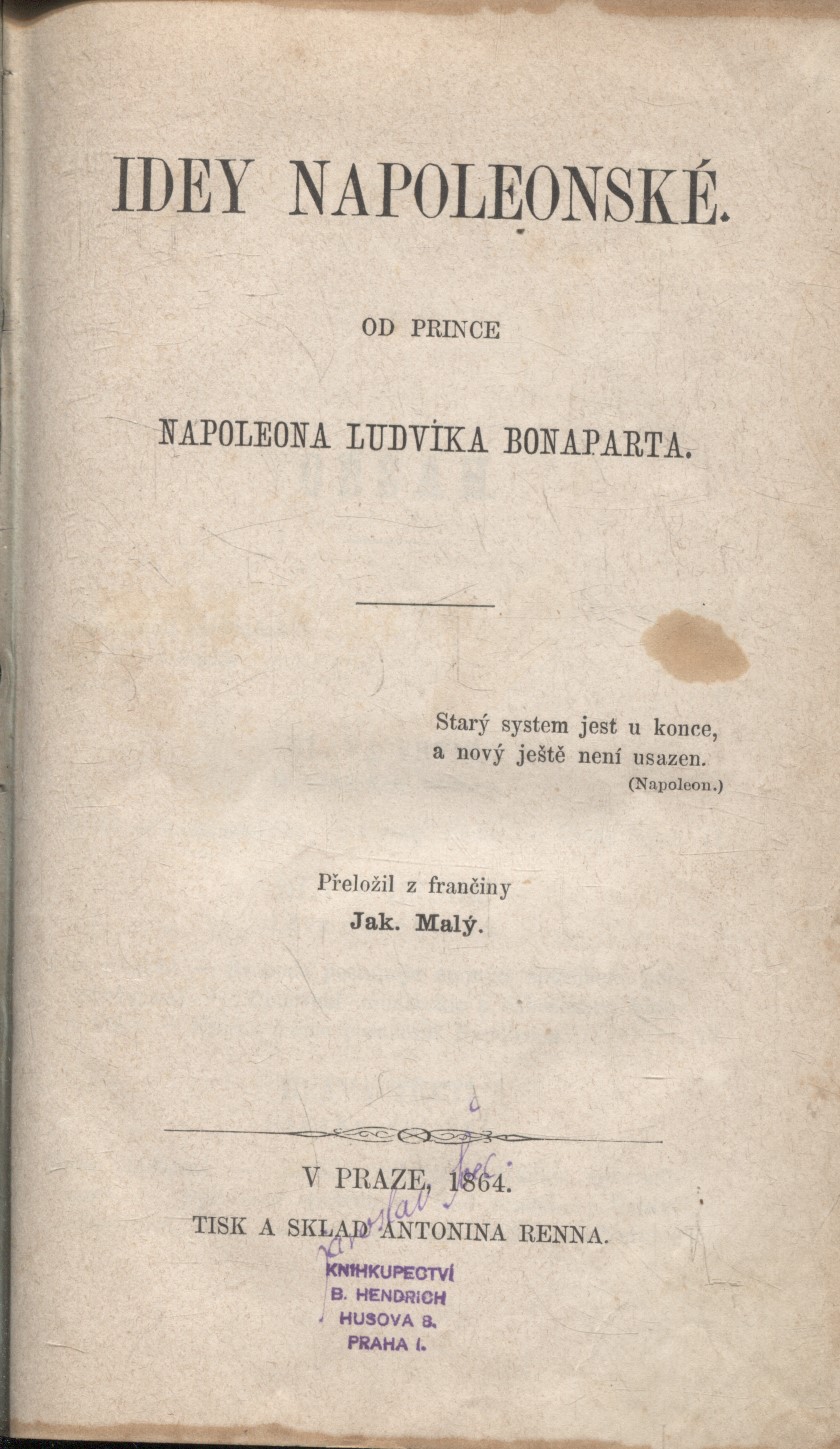 IDEY NAPOLEONSKÉ.
OD PRINCE
NAPOLEONA LUDVÍKA BONAPARTA.
Starý system jest u konce,
a nový ještě není usazen.
(Napoleon.)
Přeložil z frančiny
Jak. Malý.
V PRAZE, 1864.
TISK A SKLAD ANTONINA RENNA.
Jaroslav
KNIHKUPECTVÍ
B. HENDRICH
HUSOVA 8.
PRAHA I.